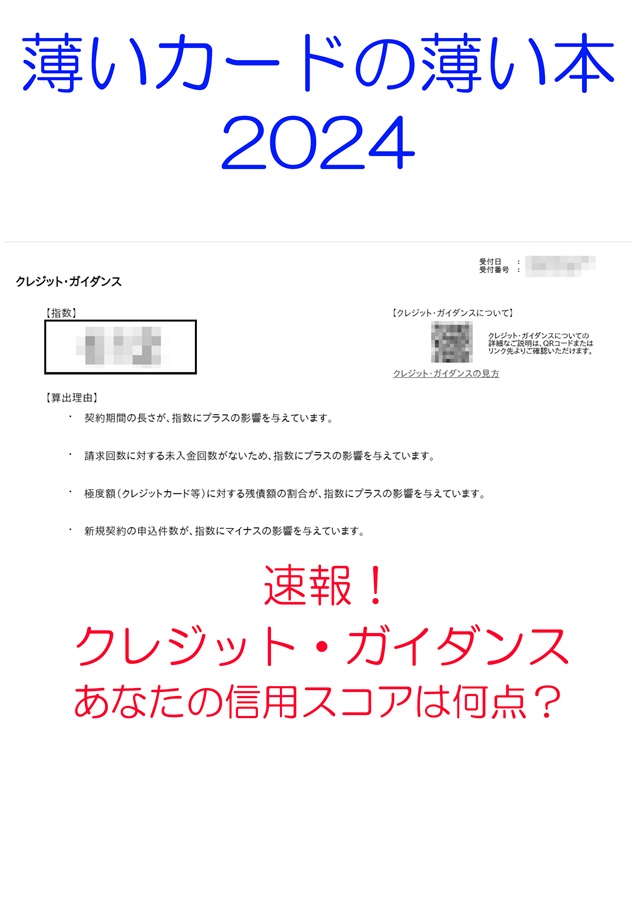 薄いカードの薄い本
2024
受付日 :
受付番号 :
クレジット・ガイダンス
【指数】
【クレジット・ガイダンスについて】
クレジット・ガイダンスについての
詳細なご説明は、QRコードまたは
リンク先よりご確認いただけます。
クレジット・ガイダンスの見方
【算出理由】
・ 契約期間の長さが、指数にプラスの影響を与えています。
・ 請求回数に対する未入金回数がないため、指数にプラスの影響を与えています。
・ 極度額(クレジットカード等)に対する残債額の割合が、指数にプラスの影響を与えています。
・ 新規契約の申込件数が、指数にマイナスの影響を与えています。
速報!
クレジット・ガイダンス
あなたの信用スコアは何点?